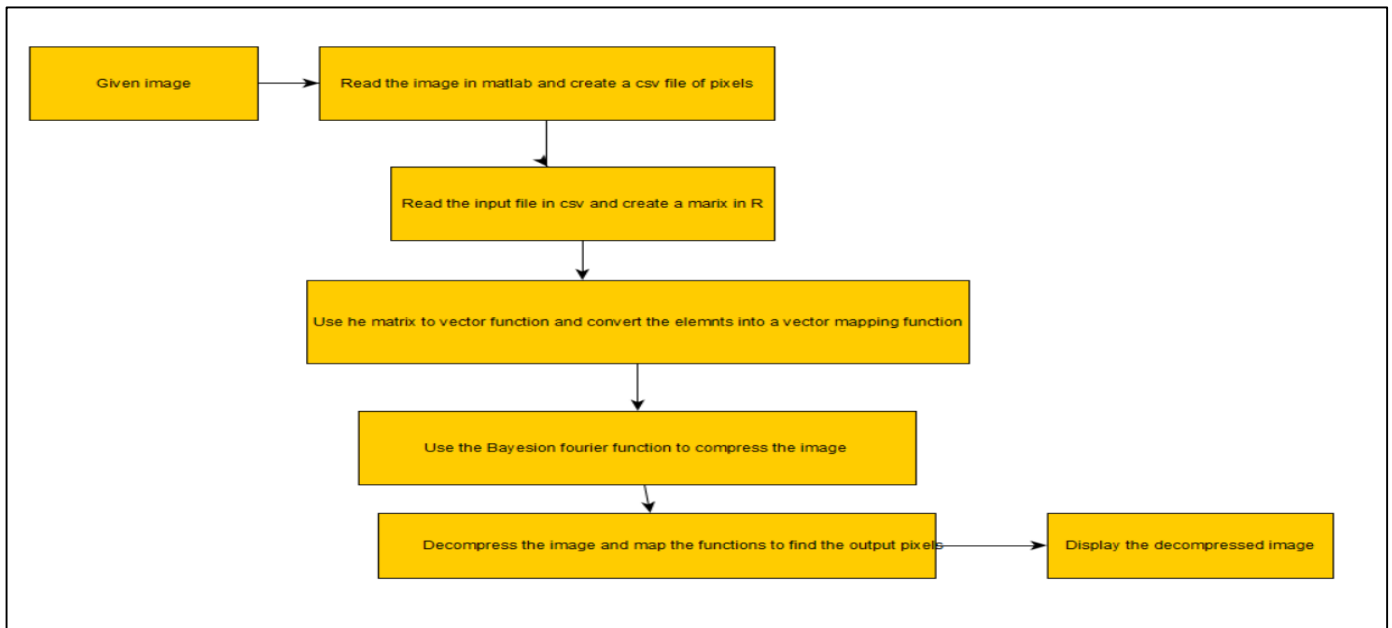 Given image
Read the image in matlab and create a csv file of pixels
Read the input file in csv and create a marix in R
Use he matrix to vector function and convert the elemnts into a vector mapping function
Use the Bayesion fourier function to compress the image
Decompress the image and map the functions to find the output pixels
Display the decompressed image